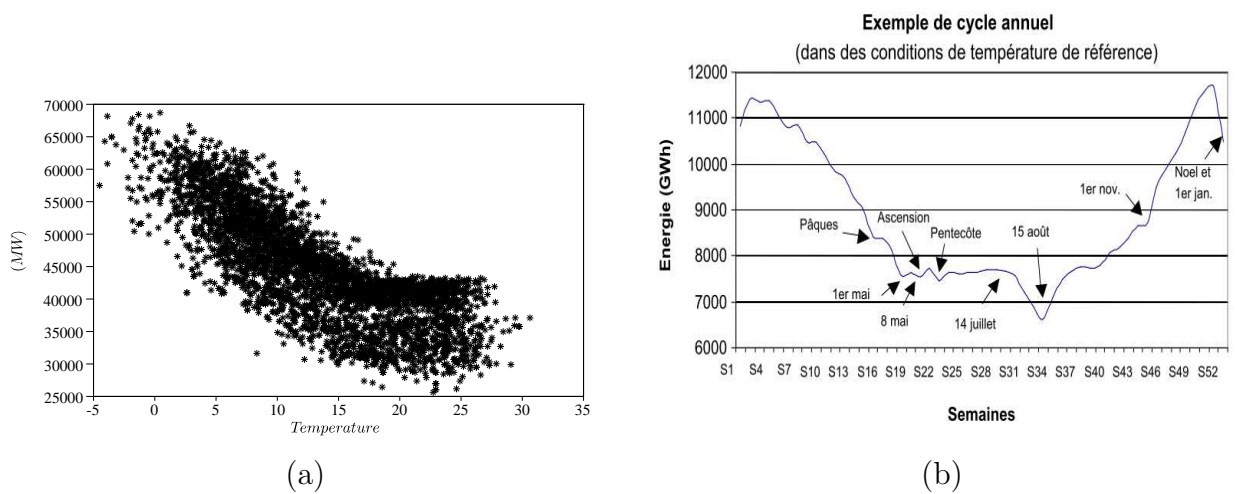 70000
65000
60000
55000
50000
45000
40000
35000
30000
25000
(MW)
-5 0 5 10 15 20 25 30 35
Temperature
(a)
Exemple de cycle annuel
(dans des conditions de température de référence)
12000
11000
10000
9000
8000
7000
6000
Energie (GWh)
Pâques
Ascension
Pentecôte
15 août
1er nov.
Noel et
1er jan.
1er mai
8 mai
14 juillet
S1 S4 S7 S10 S13 S16 S19 S22 S25 S28 S31 S34 S37 S40 S43 S46 S49 S52
Semaines
(b)